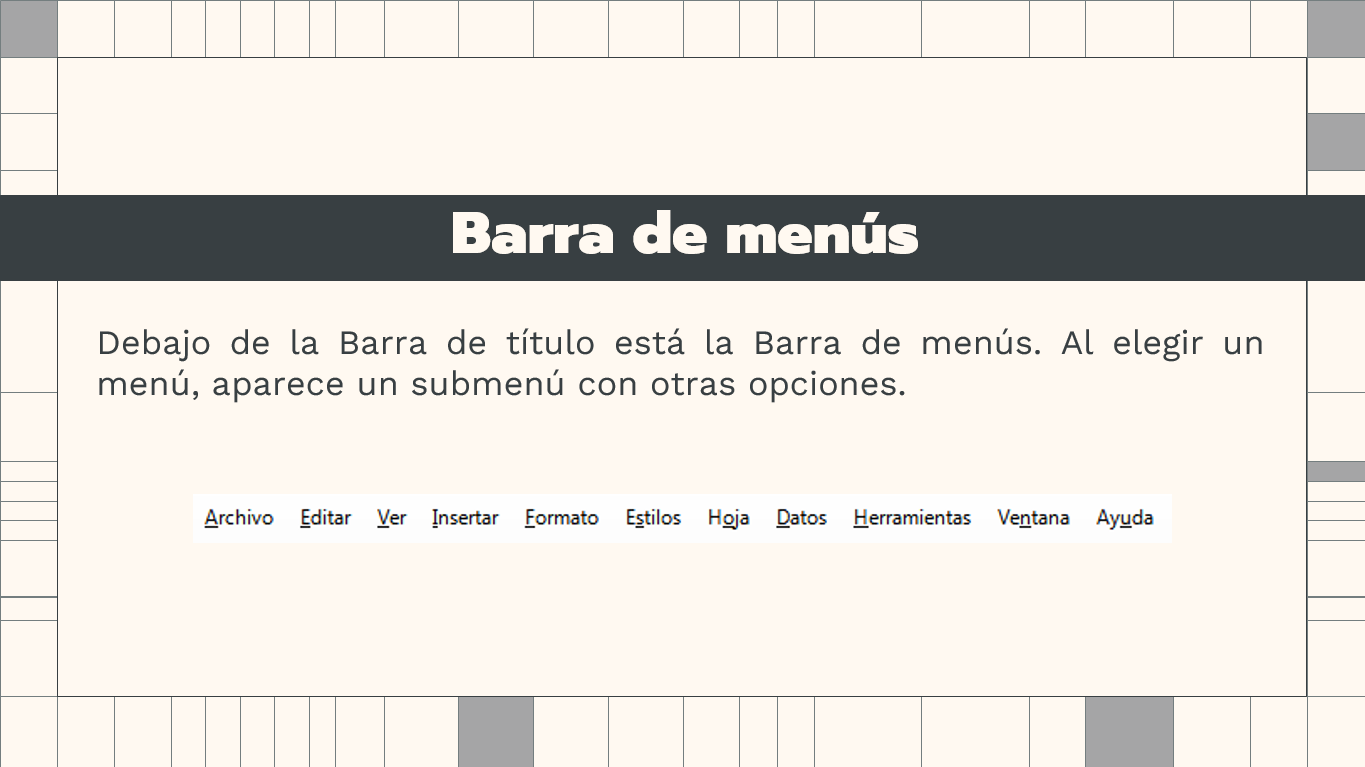 Barra de menús
Debajo de la Barra de título está la Barra de menús. Al elegir un
menú, aparece un submenú con otras opciones.
Archivo Editar Ver Insertar Formato Estilos Hoja Datos Herramientas Ventana Ayuda